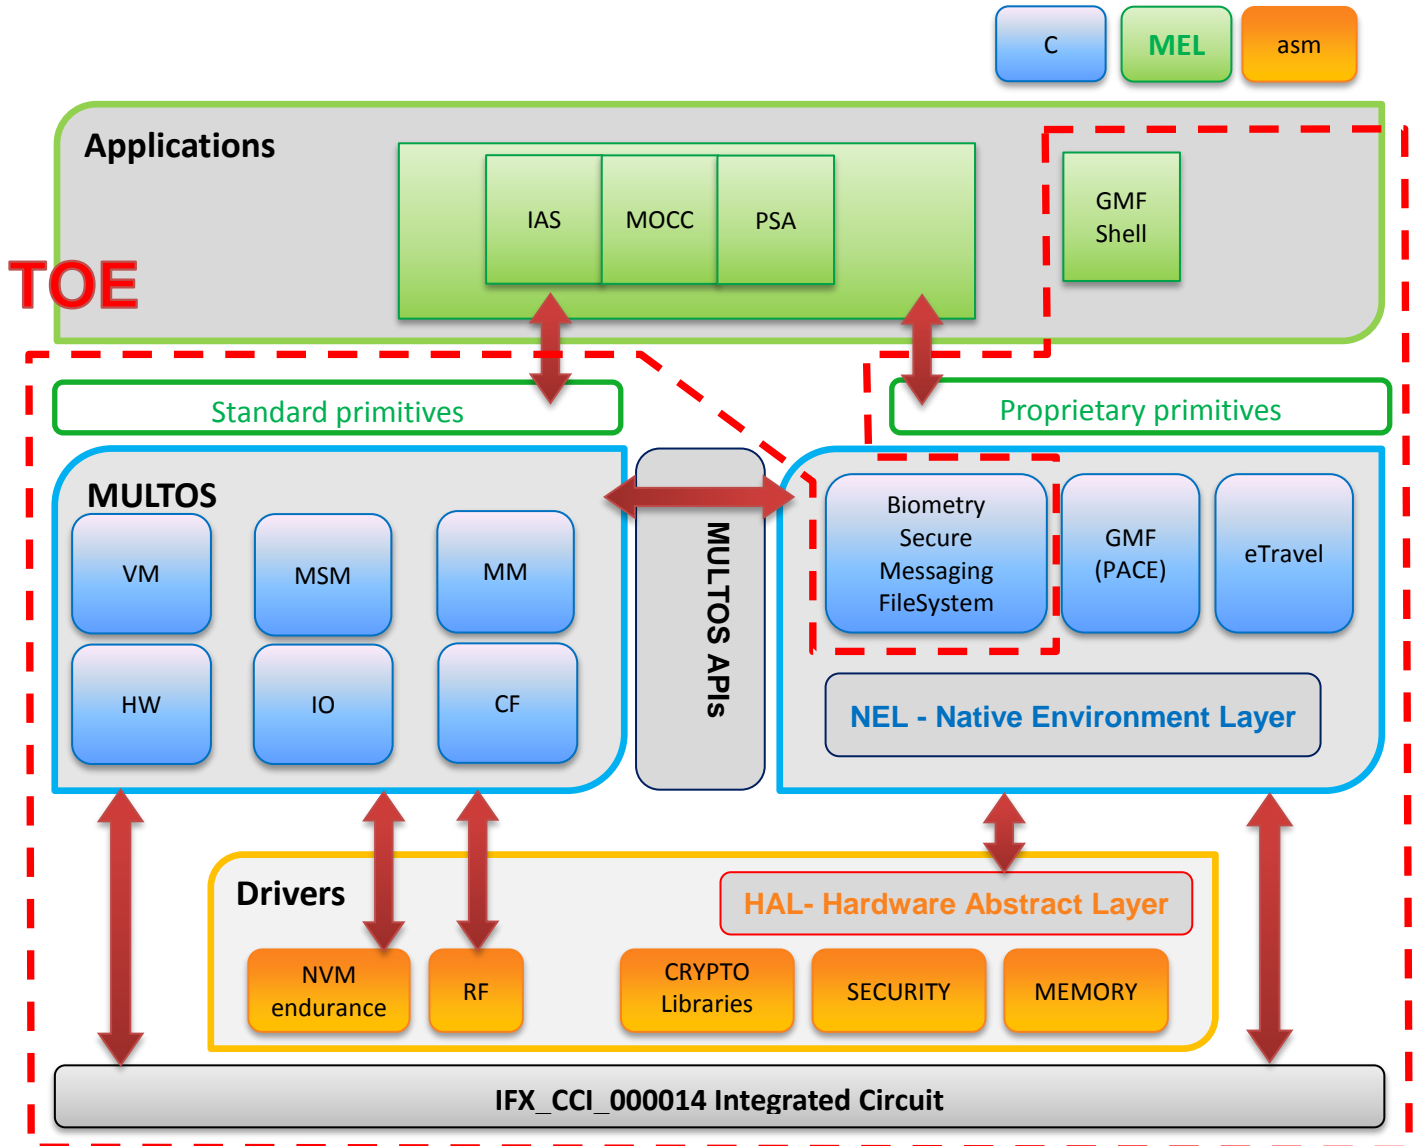 C
MEL
asm
Applications
IAS
MOCC
PSA
GMF
Shell
TOE
Standard primitives
Proprietary primitives
MULTOS
VM
MSM
MM
HW
IO
CF
MULTOS APIs
Biometry
Secure
Messaging
FileSystem
GMF
(PACE)
eTravel
NEL - Native Environment Layer
Drivers
HAL- Hardware Abstract Layer
NVM
endurance
RF
CRYPTO
Libraries
SECURITY
MEMORY
IFX_CCI_000014 Integrated Circuit